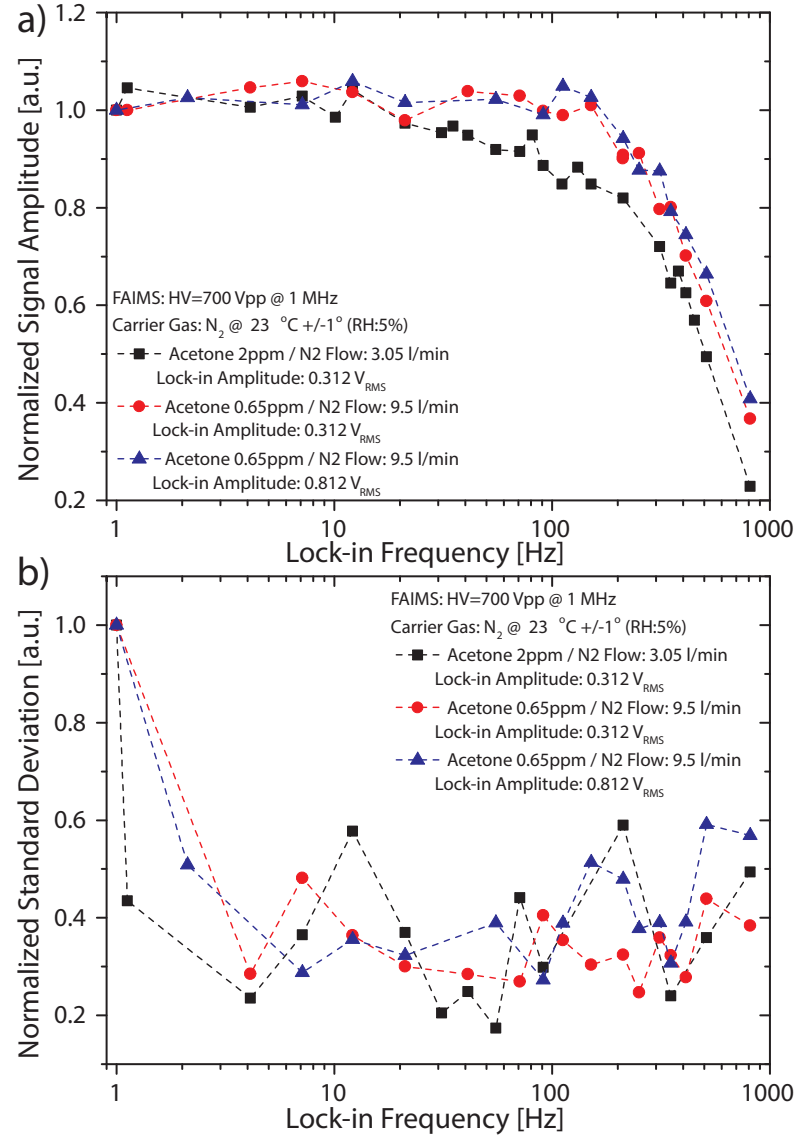 a)
1.2
1.0
0.8
0.6
0.4
0.2
Normalized Signal Amplitude [a.u.]
FAIMS: HV=700 Vpp @ 1 MHz
Carrier Gas: N2 @ 23 °C +/-1° (RH:5%)
Acetone 2ppm / N2 Flow: 3.05 l/min
Lock-in Amplitude: 0.312 VRMS
Acetone 0.65ppm / N2 Flow: 9.5 l/min
Lock-in Amplitude: 0.312 VRMS
Acetone 0.65ppm / N2 Flow: 9.5 l/min
Lock-in Amplitude: 0.812 VRMS
1 10 100 1000
Lock-in Frequency [Hz]
b)
1.0
0.8
0.6
0.4
0.2
Normalized Standard Deviation [a.u.]
FAIMS: HV=700 Vpp @ 1 MHz
Carrier Gas: N2 @ 23 °C +/-1° (RH:5%)
Acetone 2ppm / N2 Flow: 3.05 l/min
Lock-in Amplitude: 0.312 VRMS
Acetone 0.65ppm / N2 Flow: 9.5 l/min
Lock-in Amplitude: 0.312 VRMS
Acetone 0.65ppm / N2 Flow: 9.5 l/min
Lock-in Amplitude: 0.812 VRMS
1 10 100 1000
Lock-in Frequency [Hz]